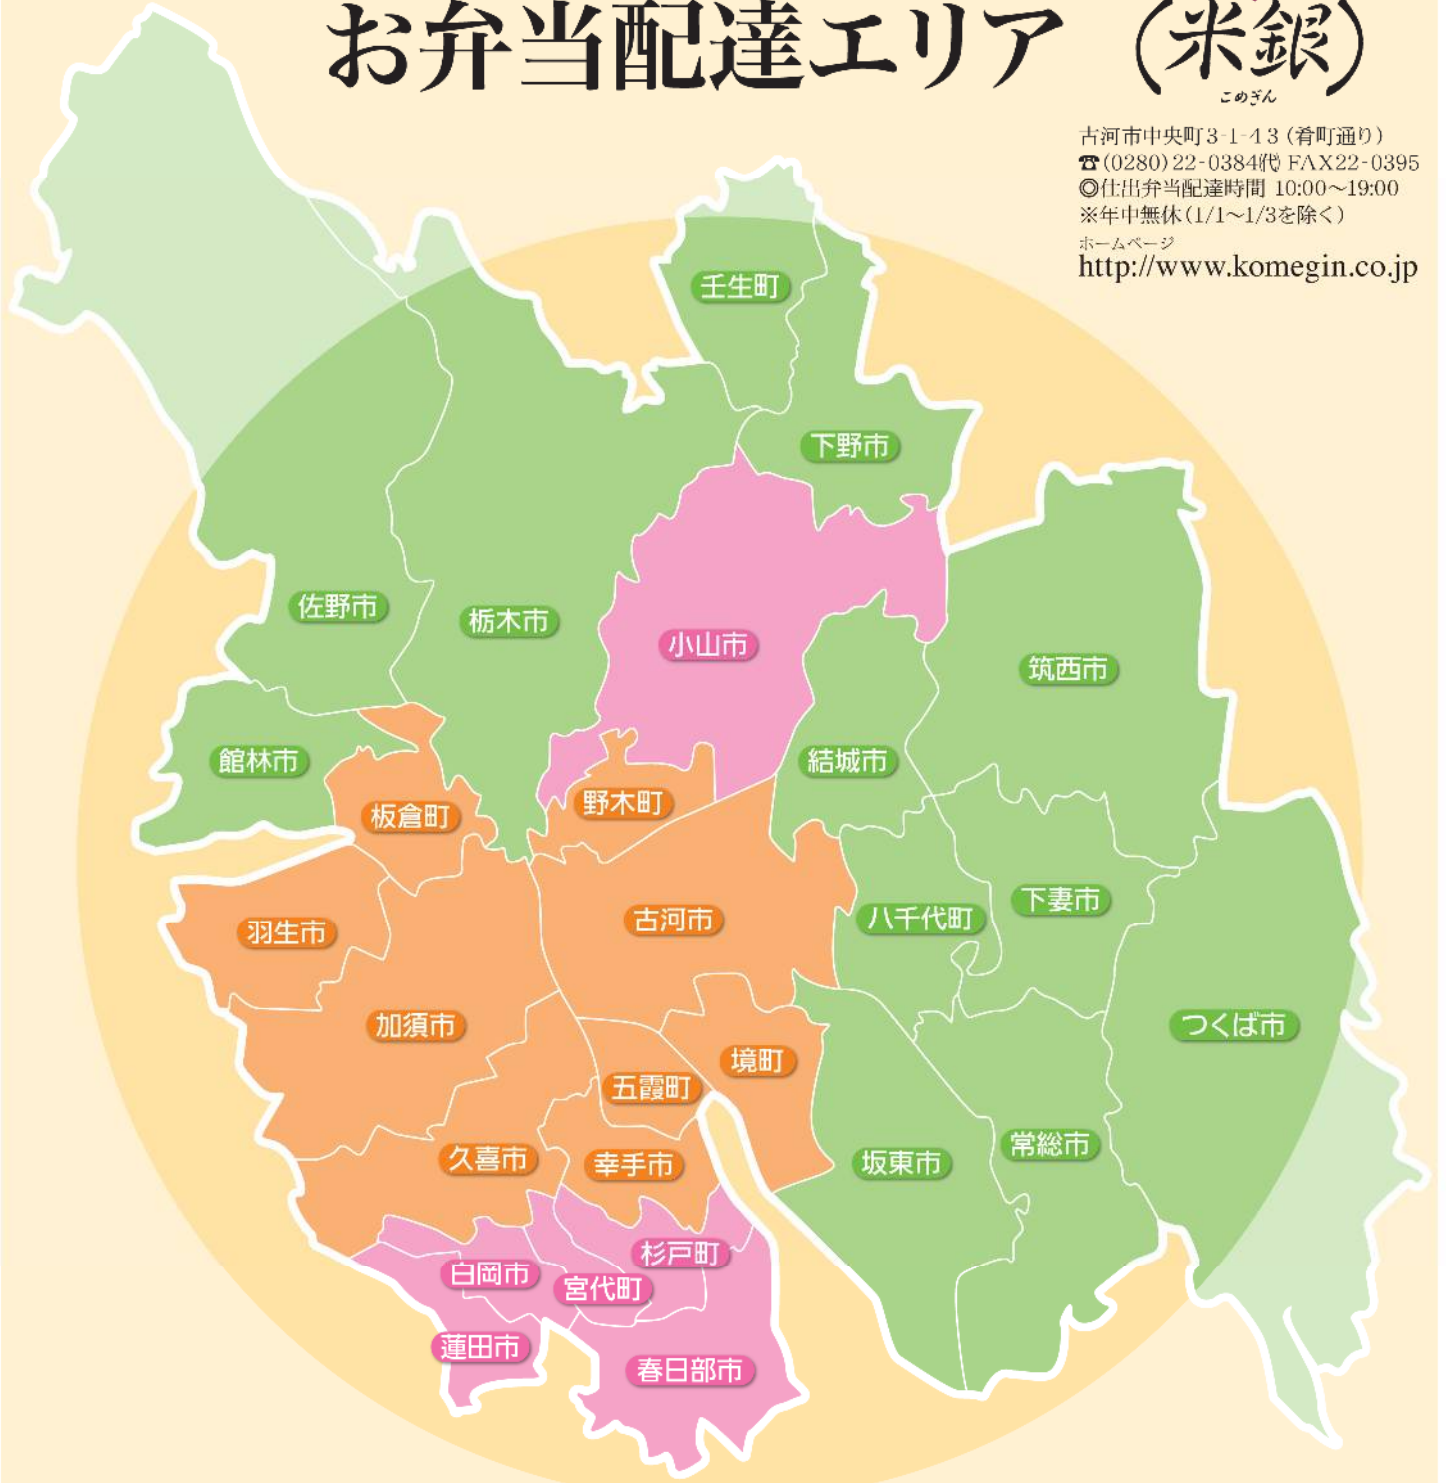 お弁当配達エリア
(米銀)
こめぎん
古河市中央町3-1-43(肴町通り)
☎(0280)22-0384㈹ FAX22-0395
◎仕出弁当配達時間 10:00〜19:00
※年中無休(1/1〜1/3を除く)
ホームページ
http://www.komegin.co.jp
壬生町
下野市
佐野市
栃木市
小山市
筑西市
館林市
結城市
野木町
板倉町
下妻市
古河市
八千代町
羽生市
加須市
つくば市
境町
五霞町
常総市
久喜市
幸手市
坂東市
杉戸町
白岡市
宮代町
蓮田市
春日部市